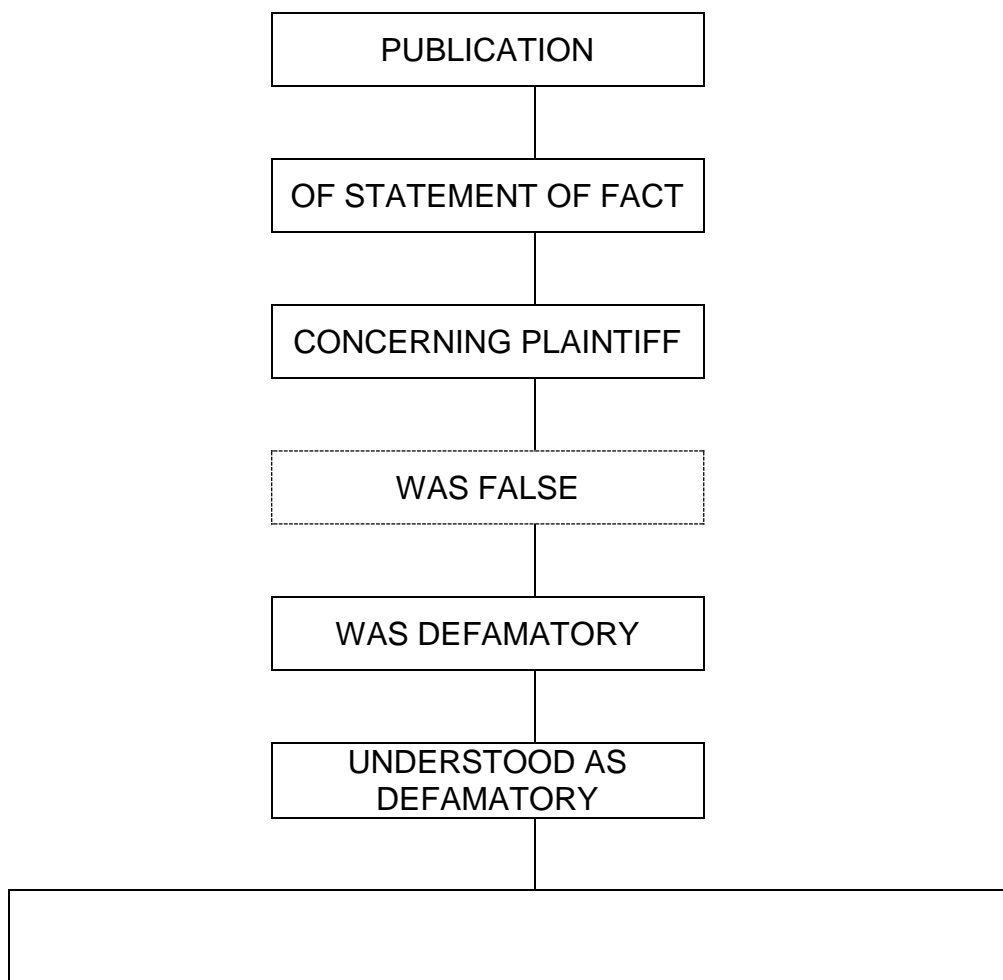 PUBLICATION
OF STATEMENT OF FACT
CONCERNING PLAINTIFF
WAS FALSE
WAS DEFAMATORY
UNDERSTOOD AS
DEFAMATORY